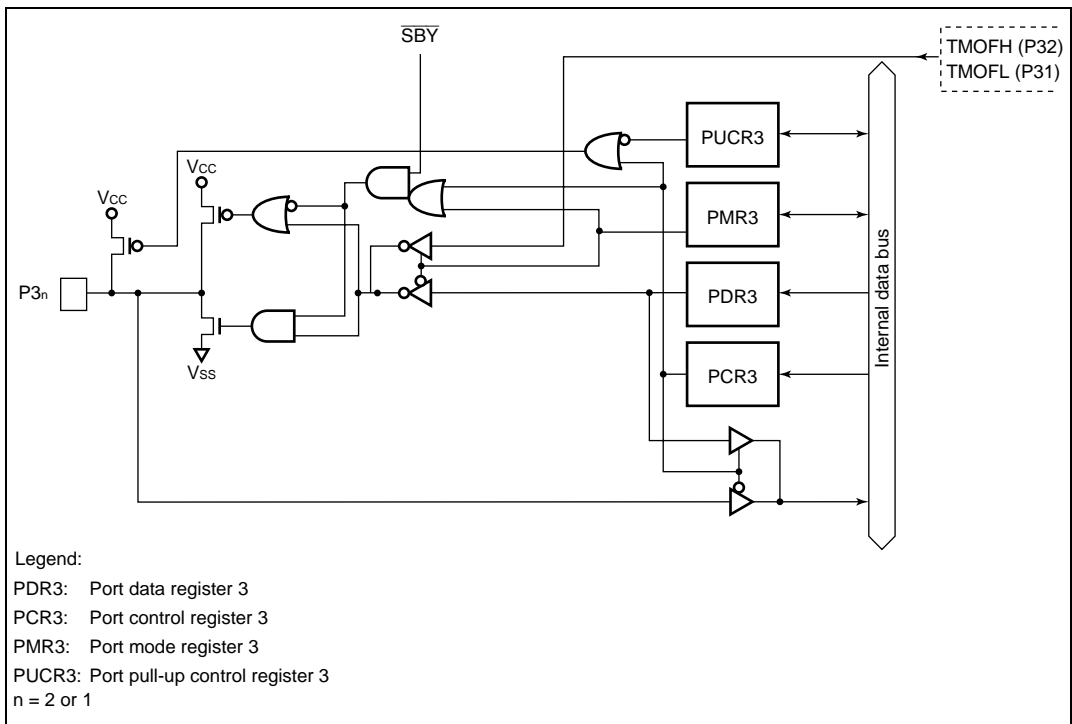 SBY
TMOFH (P32)
TMOFL (P31)
PUCR3
VCC
VCC
PMR3
P3n
PDR3
VSS
PCR3
Internal data bus
Legend:
PDR3: Port data register 3
PCR3: Port control register 3
PMR3: Port mode register 3
PUCR3: Port pull-up control register 3
n = 2 or 1